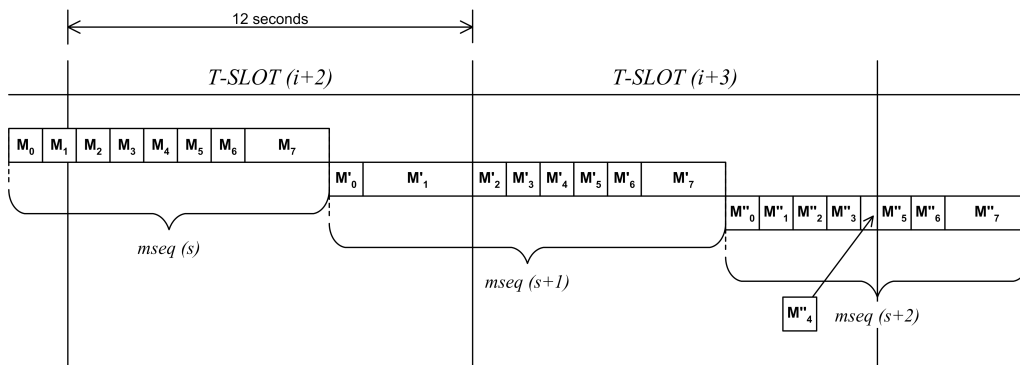 12 seconds
T-SLOT (i+2) T-SLOT (i+3)
M₀ M₁ M₂ M₃ M₄ M₅ M₆ M₇
M'₀ M'₁ M'₂ M'₃ M'₄ M'₅ M'₆ M'₇
M"₀ M"₁ M"₂ M"₃ M"₅ M"₆ M"₇
mseq (s)
mseq (s+1)
M"₄ mseq (s+2)